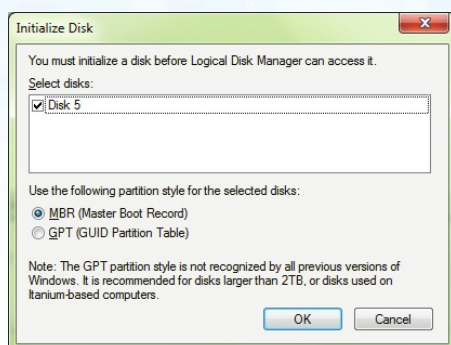 Initialize Disk
You must initialize a disk before Logical Disk Manager can access it.
Select disks:
Disk 5
Use the following partition style for the selected disks:
MBR (Master Boot Record)
GPT (GUID Partition Table)
Note: The GPT partition style is not recognized by all previous versions of
Windows. It is recommended for disks larger than 2TB, or disks used on
Itanium-based computers.
OK
Cancel